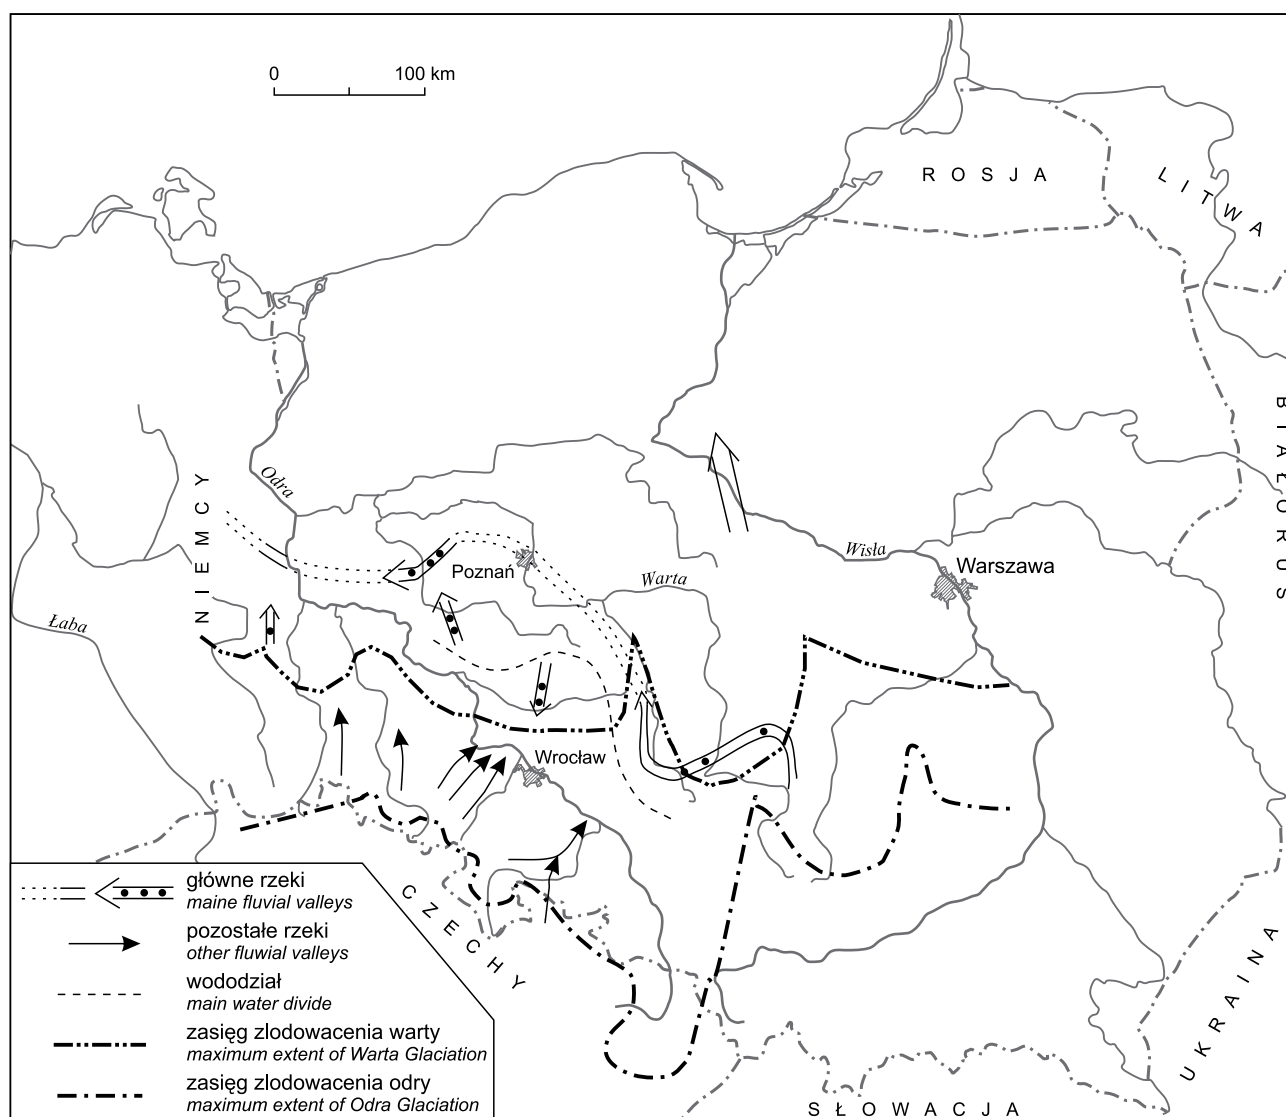 0 100 km
ROSJA
LITWA
BIAŁORUŚ
NIEMCY
Odra
Poznań
Warta
Wisła
Warszawa
Łaba
Wrocław
CZECHY
UKRAINA
SŁOWACJA
główne rzeki
maine fluvial valleys
pozostałe rzeki
other fluwial valleys
wododział
main water divide
zasięg zlodowacenia warty
maximum extent of Warta Glaciation
zasięg zlodowacenia odry
maximum extent of Odra Glaciation